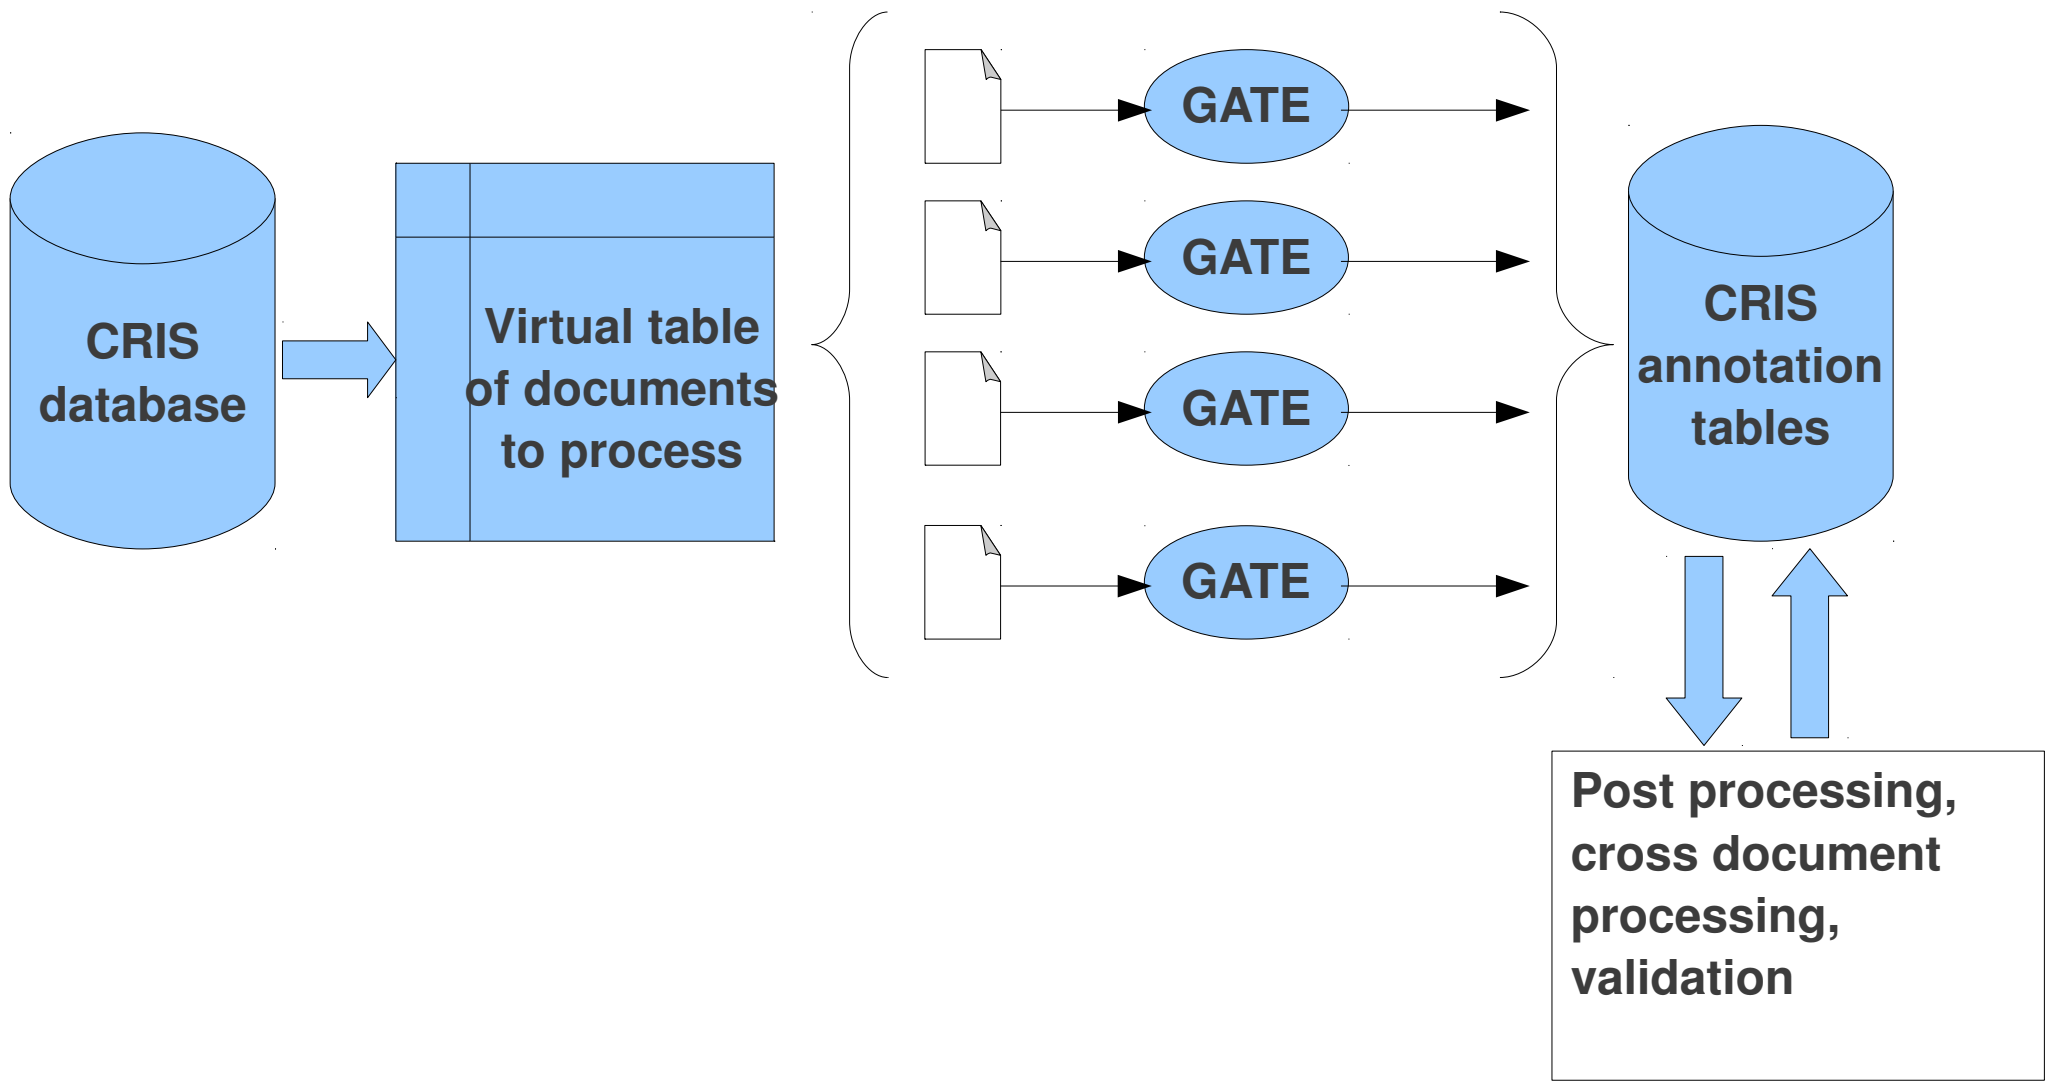 CRIS
database
Virtual table
of documents
to process
GATE
GATE
GATE
GATE
CRIS
annotation
tables
Post processing,
cross document
processing,
validation